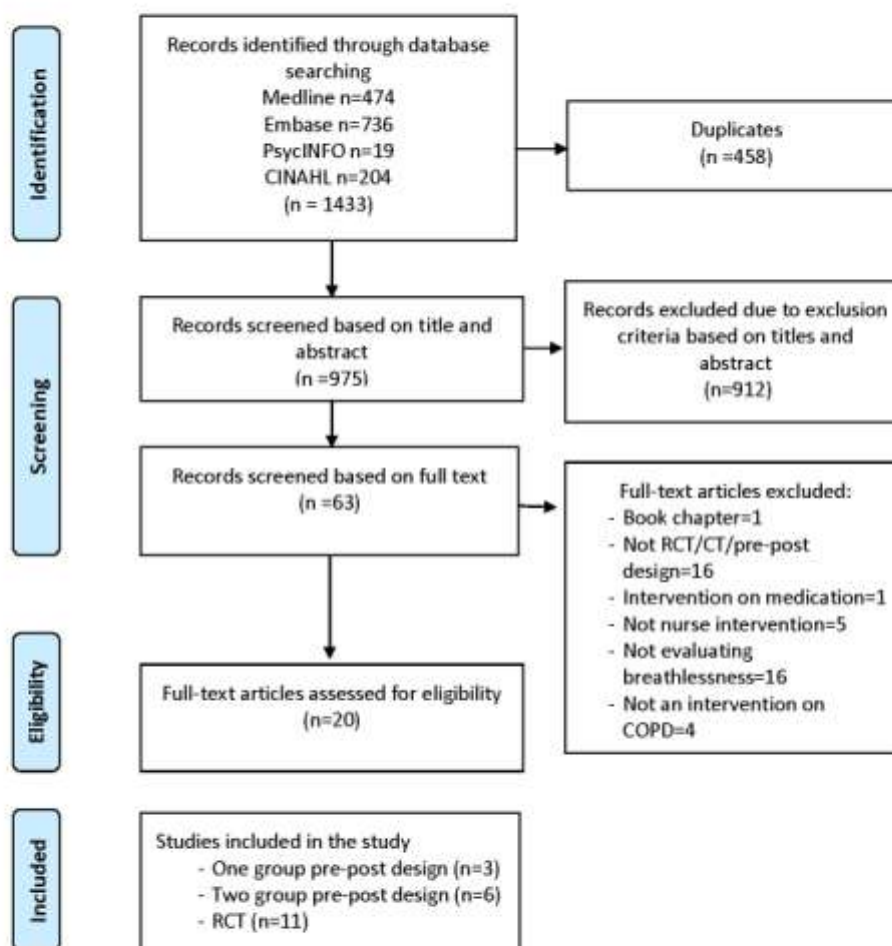 Identification
Records identified through database
searching
Medline n=474
Embase n=736
PsycINFO n=19
CINAHL n=204
(n = 1433)
Duplicates
(n =458)
Screening
Records screened based on title and
abstract
(n =975)
Records excluded due to exclusion
criteria based on titles and
abstract
(n=912)
Records screened based on full text
(n =63)
Full-text articles excluded:
- Book chapter=1
- Not RCT/CT/pre-post
design=16
- Intervention on medication=1
- Not nurse intervention=5
- Not evaluating
breathlessness=16
- Not an intervention on
COPD=4
Eligibility
Full-text articles assessed for eligibility
(n=20)
Included
Studies included in the study
- One group pre-post design (n=3)
- Two group pre-post design (n=6)
- RCT (n=11)